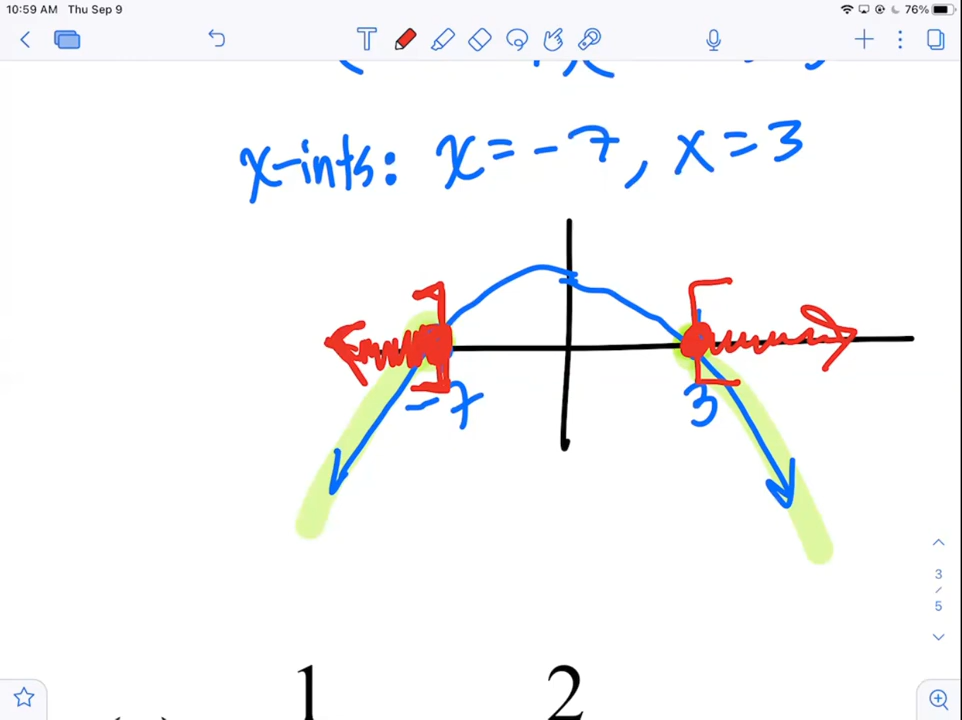 10:59 AM Thu Sep 9
76%
T
x-ints: x = -7, x = 3
-7
3
3
/
5
1
2